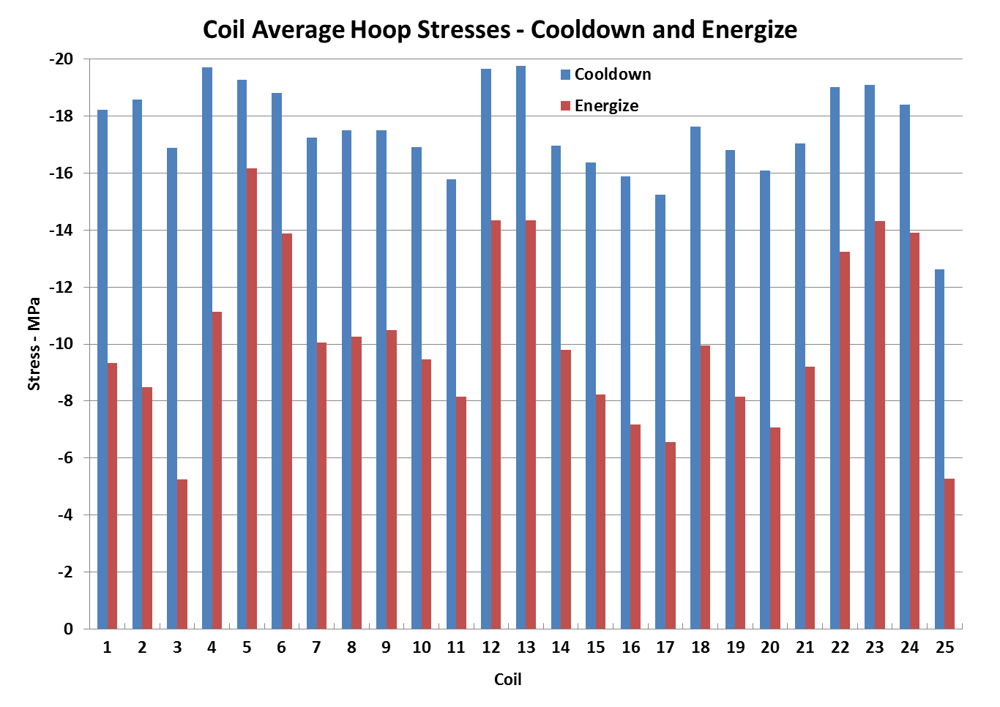 Coil Average Hoop Stresses - Cooldown and Energize
-20
-18
-16
-14
-12
-10
-8
-6
-4
-2
0
Stress - MPa
Cooldown
Energize
1 2 3 4 5 6 7 8 9 10 11 12 13 14 15 16 17 18 19 20 21 22 23 24 25
Coil